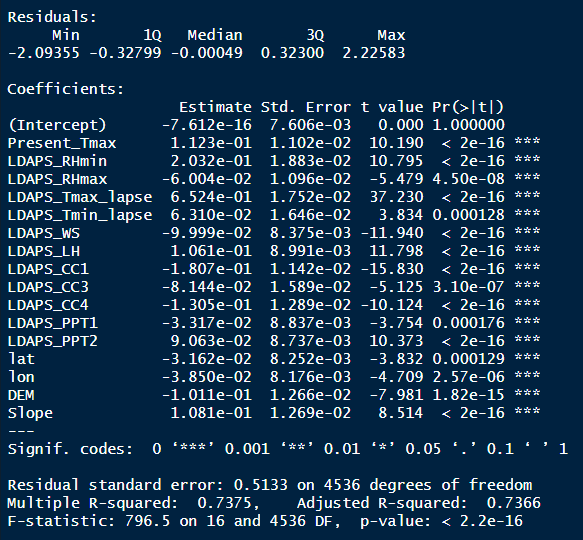 Residuals:
     Min       1Q   Median       3Q      Max
-2.09355 -0.32799 -0.00049  0.32300  2.22583

Coefficients:
                  Estimate Std. Error t value Pr(>|t|)
(Intercept)     -7.612e-16  7.606e-03   0.000 1.000000
Present_Tmax     1.123e-01  1.102e-02  10.190  < 2e-16 ***
LDAPS_RHmin      2.032e-01  1.883e-02  10.795  < 2e-16 ***
LDAPS_RHmax     -6.004e-02  1.096e-02  -5.479 4.50e-08 ***
LDAPS_Tmax_lapse 6.524e-01  1.752e-02  37.230  < 2e-16 ***
LDAPS_Tmin_lapse 6.310e-02  1.646e-02   3.834 0.000128 ***
LDAPS_WS        -9.999e-02  8.375e-03 -11.940  < 2e-16 ***
LDAPS_LH         1.061e-01  8.991e-03  11.798  < 2e-16 ***
LDAPS_CC1       -1.807e-01  1.142e-02 -15.830  < 2e-16 ***
LDAPS_CC3       -8.144e-02  1.589e-02  -5.125 3.10e-07 ***
LDAPS_CC4       -1.305e-01  1.289e-02 -10.124  < 2e-16 ***
LDAPS_PPT1      -3.317e-02  8.837e-03  -3.754 0.000176 ***
LDAPS_PPT2       9.063e-02  8.737e-03  10.373  < 2e-16 ***
lat             -3.162e-02  8.252e-03  -3.832 0.000129 ***
lon             -3.850e-02  8.176e-03  -4.709 2.57e-06 ***
DEM             -1.011e-01  1.266e-02  -7.981 1.82e-15 ***
Slope            1.081e-01  1.269e-02   8.514  < 2e-16 ***
---
Signif. codes:  0 ‘***’ 0.001 ‘**’ 0.01 ‘*’ 0.05 ‘.’ 0.1 ‘ ’ 1

Residual standard error: 0.5133 on 4536 degrees of freedom
Multiple R-squared:  0.7375,    Adjusted R-squared:  0.7366
F-statistic: 796.5 on 16 and 4536 DF,  p-value: < 2.2e-16